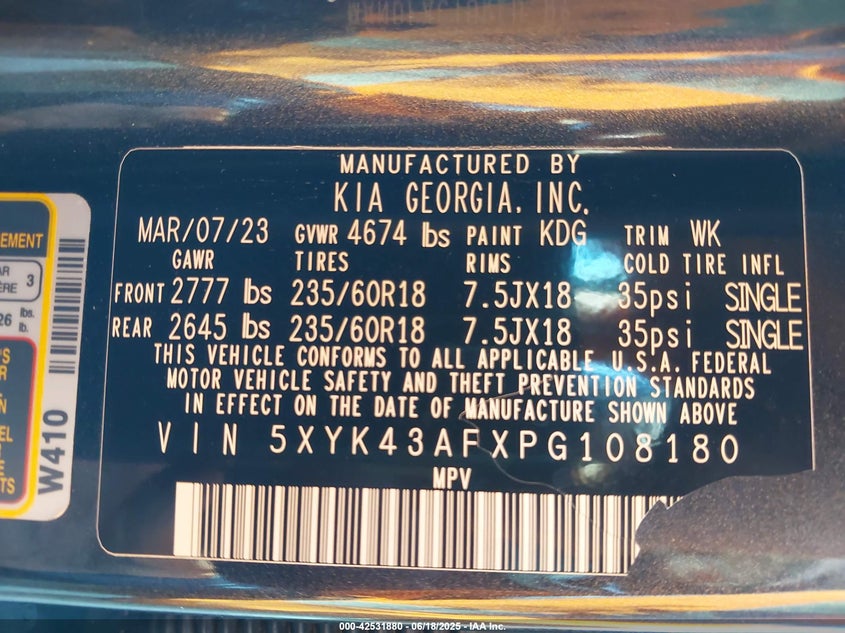 MANUFACTURED BY
KIA GEORGIA, INC.
MAR/07/23 GVWR 4674 lbs PAINT KDG TRIM WK
GAWR TIRES RIMS COLD TIRE INFL
FRONT 2777 lbs 235/60R18 7.5JX18 35psi SINGLE
REAR 2645 lbs 235/60R18 7.5JX18 35psi SINGLE
THIS VEHICLE CONFORMS TO ALL APPLICABLE U.S.A. FEDERAL
MOTOR VEHICLE SAFETY AND THEFT PREVENTION STANDARDS
IN EFFECT ON THE DATE OF MANUFACTURE SHOWN ABOVE
VIN 5XYK43AFXPG108180
MPV
W410
3
lbs.
lb.
000-42531880 - 06/18/2025 - IAA Inc.